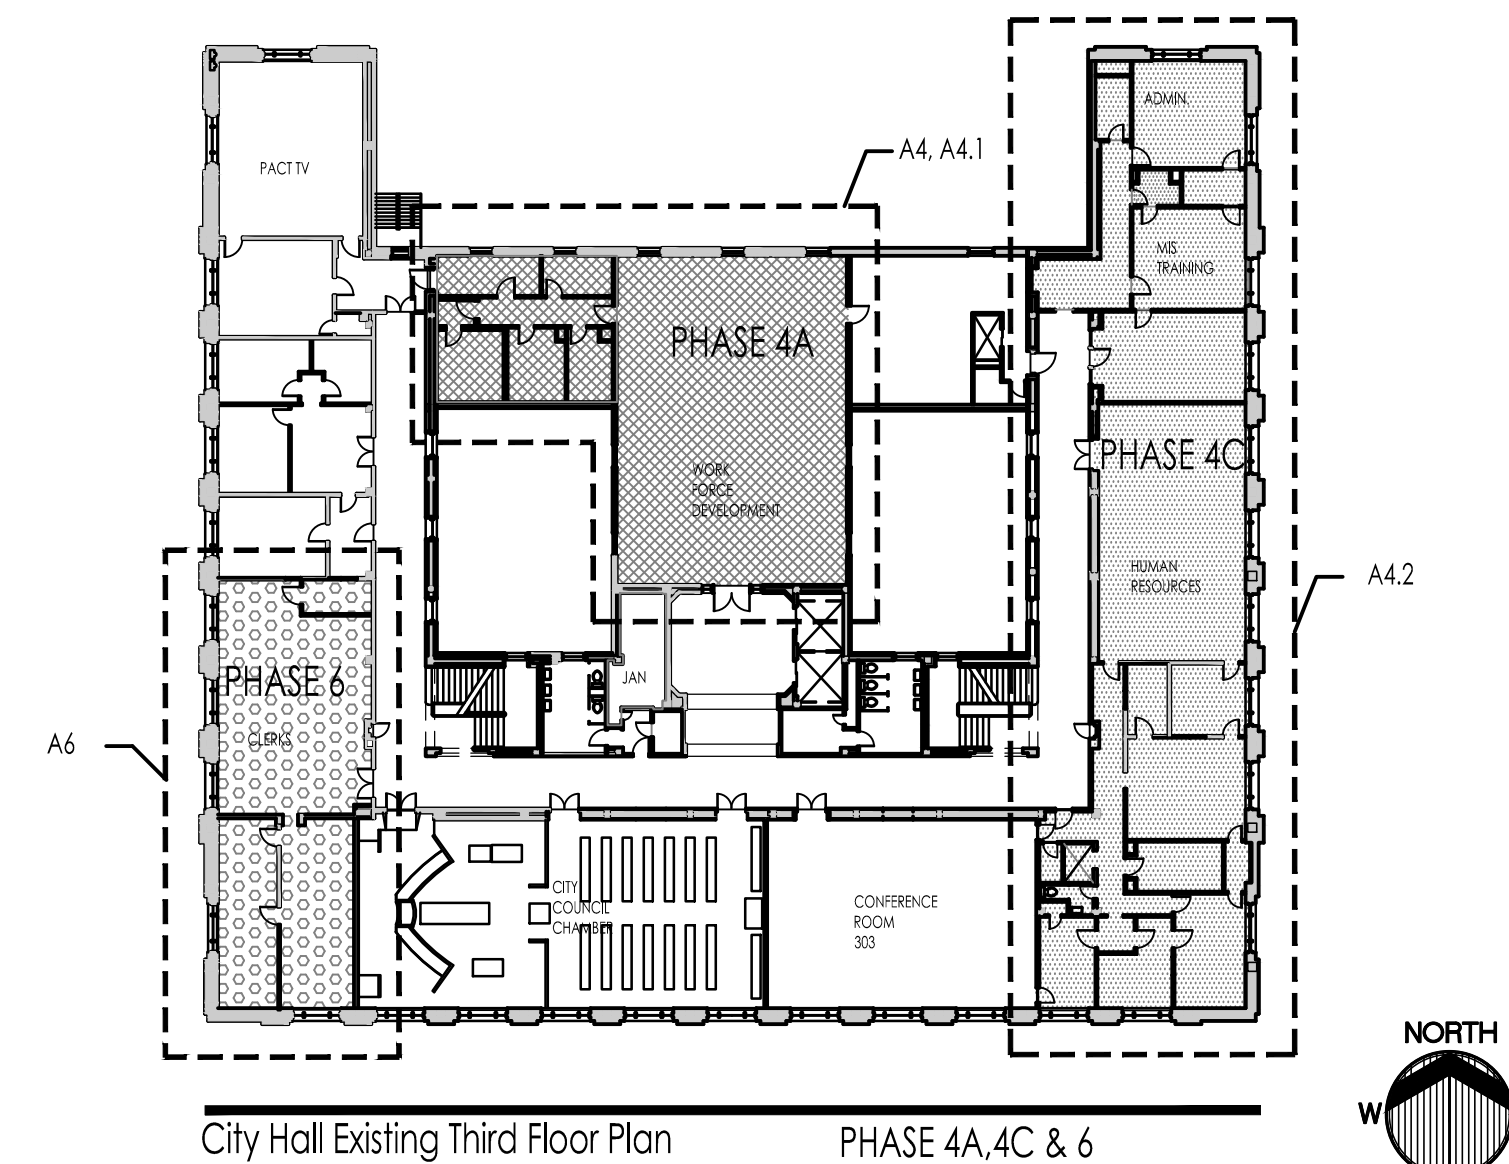 A4, A4.1
ADMIN.
PACT TV
MIS
TRAINING
PHASE 4A
PHASE 4C
WORK
FORCE
DEVELOPMENT
HUMAN
RESOURCES
A4.2
PHASE 6
JAN
CLERKS
A6
CITY
COUNCIL
CHAMBER
CONFERENCE
ROOM
303
NORTH
W
City Hall Existing Third Floor Plan
PHASE 4A,4C & 6